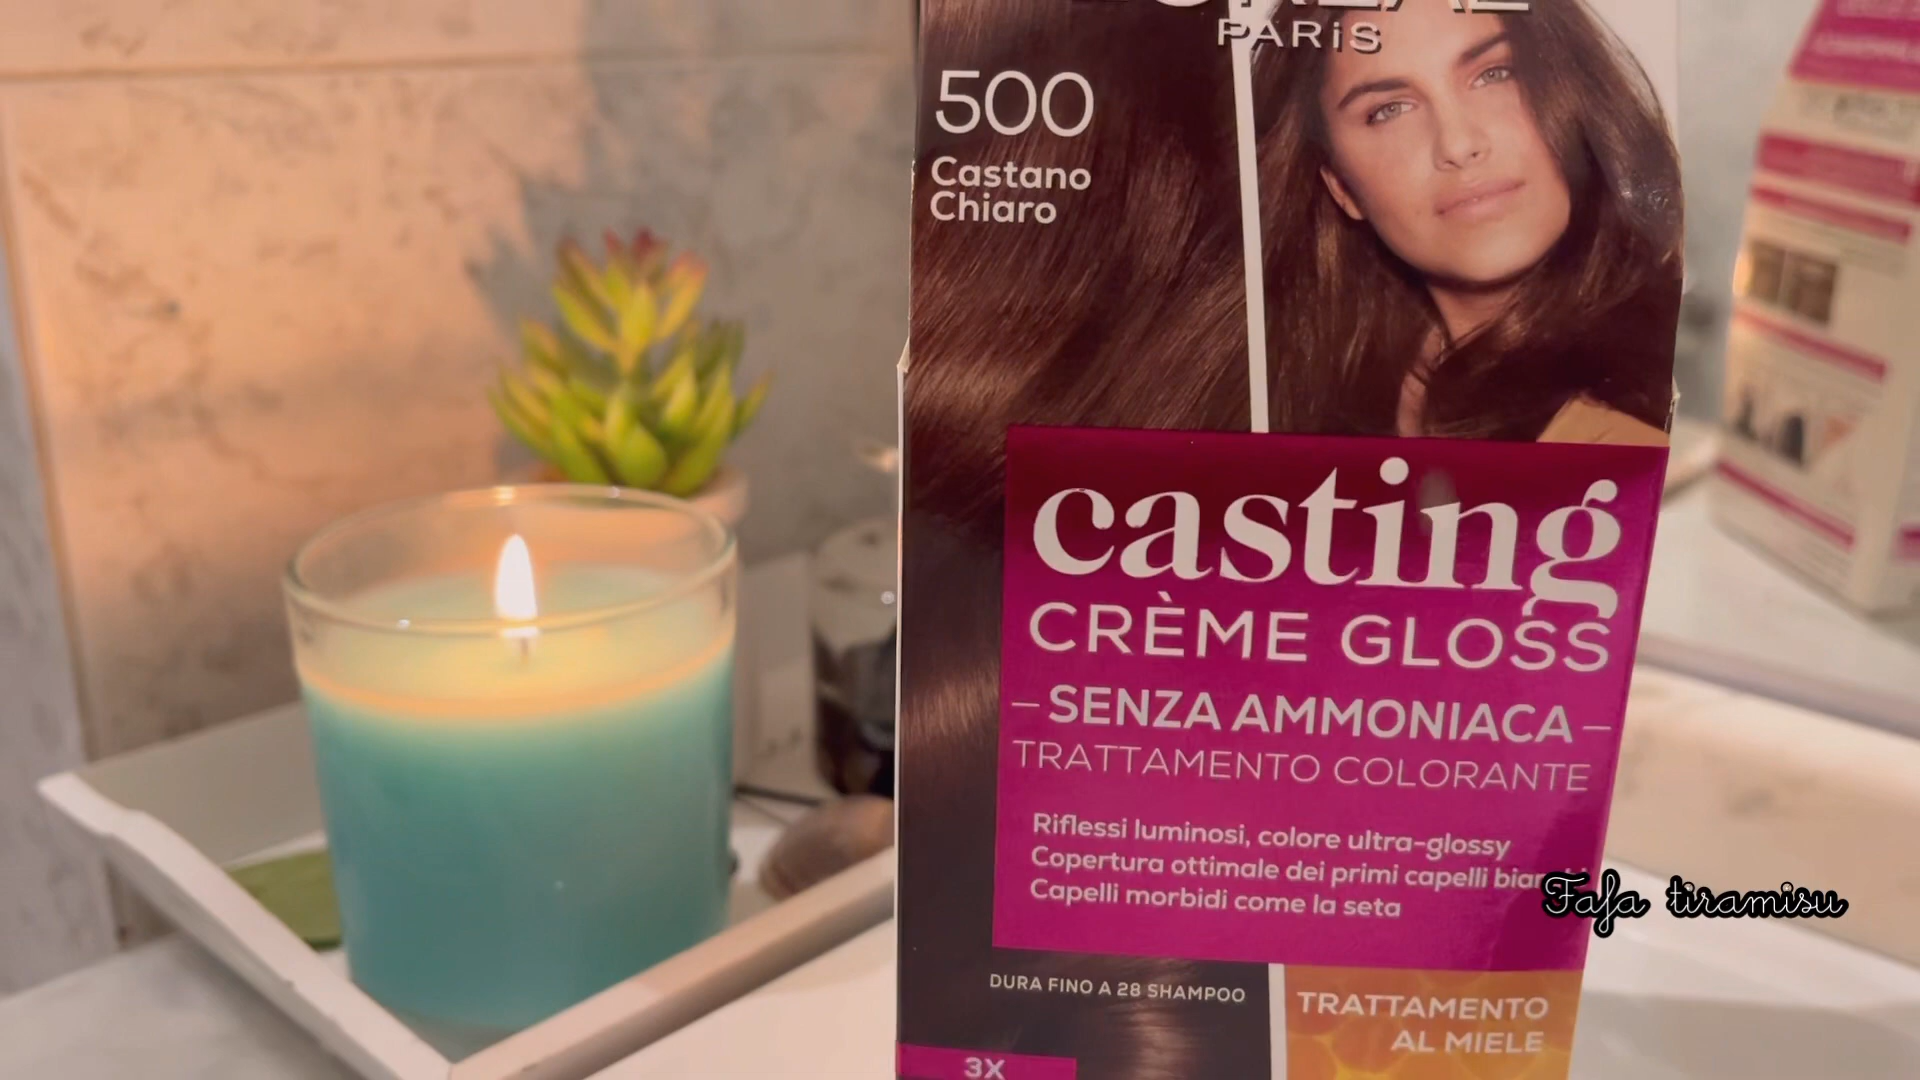 PARiS
500
Castano
Chiaro
casting
CRÈME GLOSS
SENZA AMMONIACA
TRATTAMENTO COLORANTE
Riflessi luminosi, colore ultra-glossy
Copertura ottimale dei primi capelli
Capelli morbidi come la seta
Fafa tiramisu
DURA FINO A 28 SHAMPOO
TRATTAMENTO
AL MIELE
3X